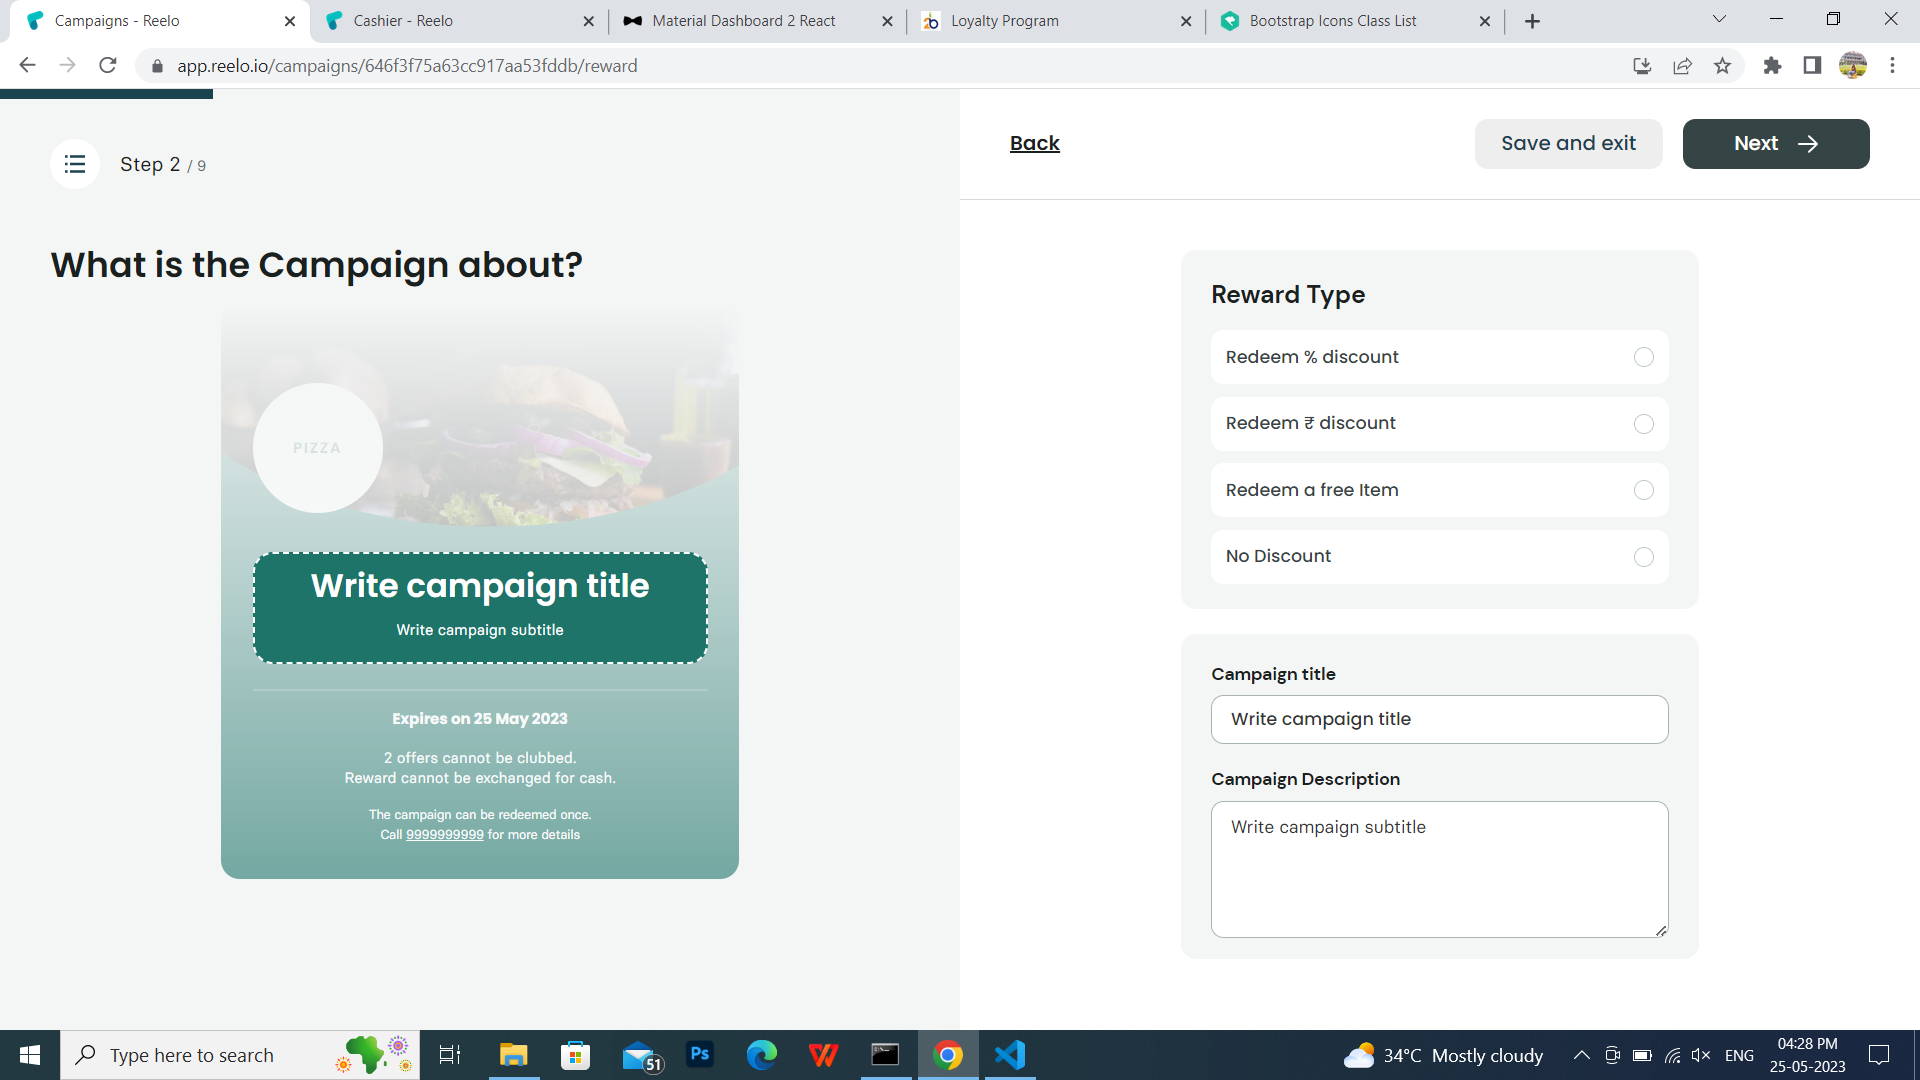 Campaigns - Reelo
Cashier - Reelo
Material Dashboard 2 React
Loyalty Program
Bootstrap Icons Class List
app.reelo.io/campaigns/646f3f75a63cc917aa53fddb/reward
Step 2 / 9
Back
Save and exit
Next
What is the Campaign about?
PIZZA
Write campaign title
Write campaign subtitle
Expires on 25 May 2023
2 offers cannot be clubbed.
Reward cannot be exchanged for cash.
The campaign can be redeemed once.
Call 9999999999 for more details
Reward Type
Redeem % discount
Redeem ₹ discount
Redeem a free Item
No Discount
Campaign title
Write campaign title
Campaign Description
Write campaign subtitle
Type here to search
51
Ps
34°C Mostly cloudy
ENG
04:28 PM
25-05-2023